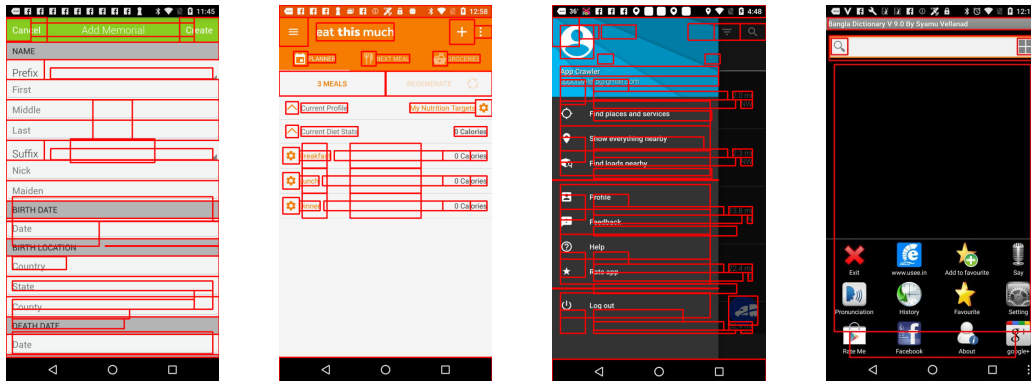 11:45
Cancel Add Memorial Create
NAME
Prefix
First
Middle
Last
Suffix
Nick
Maiden
BIRTH DATE
Date
BIRTH LOCATION
Country
State
County
DEATH DATE
Date
12:58
eat this much
PLANNER NEXT MEAL GROCERIES
3 MEALS REGENERATE
Current Profile My Nutrition Targets
Current Diet Stats 0 Calories
Breakfast 0 Calories
Lunch 0 Calories
Dinner 0 Calories
36° 4:48
App Crawler
Find places and services
Show everything nearby
Find loads nearby
Profile
Feedback
Help
Rate app
Log out
Bangla Dictionary V 9.0 By Syamu Vellanad
Exit www.usee.in Add to favourite Say
Pronunciation History Favourite Setting
Rate Me Facebook About google+